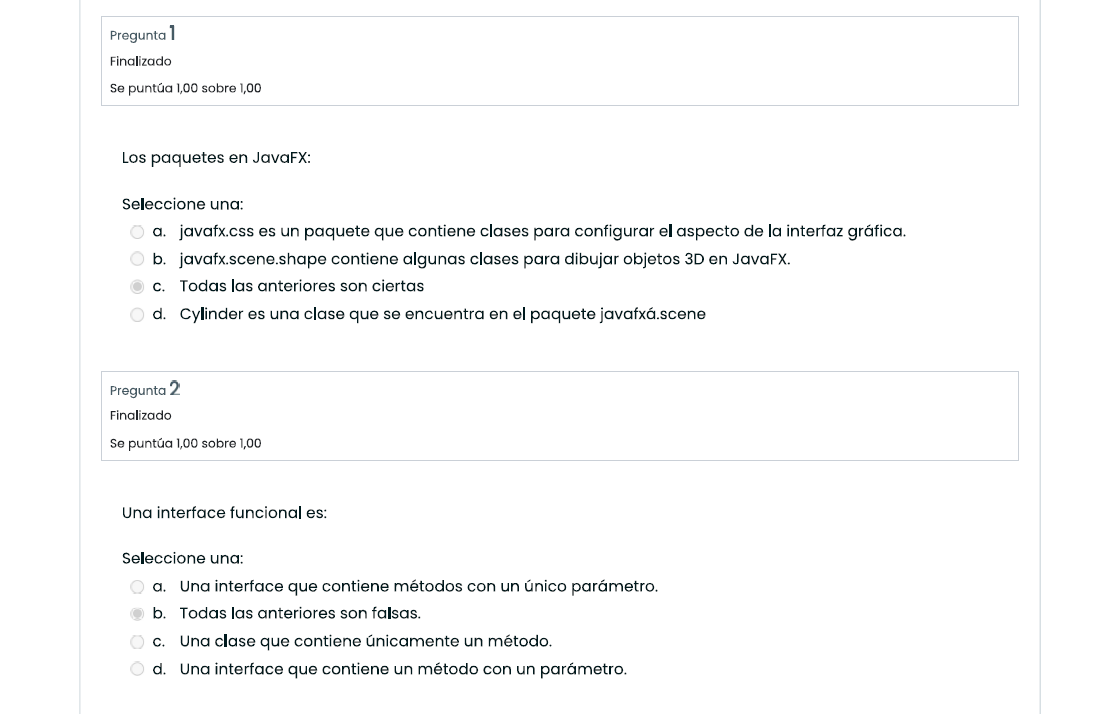 Pregunta 1
Finalizado
Se puntúa 1,00 sobre 1,00
Los paquetes en JavaFX:
Seleccione una:
a. javafx.css es un paquete que contiene clases para configurar el aspecto de la interfaz gráfica.
b. javafx.scene.shape contiene algunas clases para dibujar objetos 3D en JavaFX.
c. Todas las anteriores son ciertas
d. Cylinder es una clase que se encuentra en el paquete javafxá.scene
Pregunta 2
Finalizado
Se puntúa 1,00 sobre 1,00
Una interface funcional es:
Seleccione una:
a. Una interface que contiene métodos con un único parámetro.
b. Todas las anteriores son falsas.
c. Una clase que contiene únicamente un método.
d. Una interface que contiene un método con un parámetro.